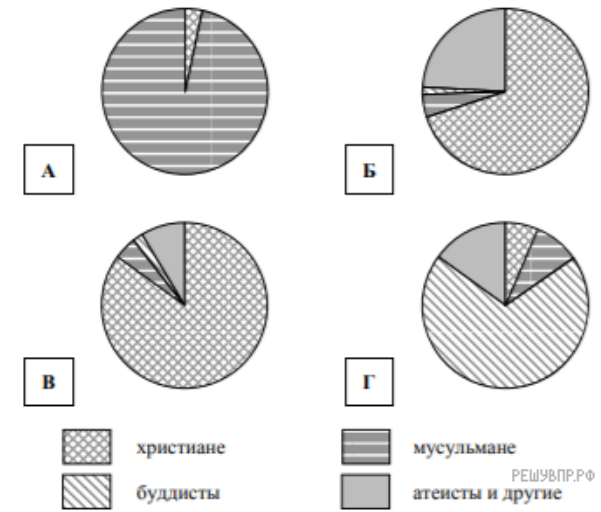 А
Б
В
Г
христиане
мусульмане
буддисты
атеисты и другие
РЕШУВПР.РФ